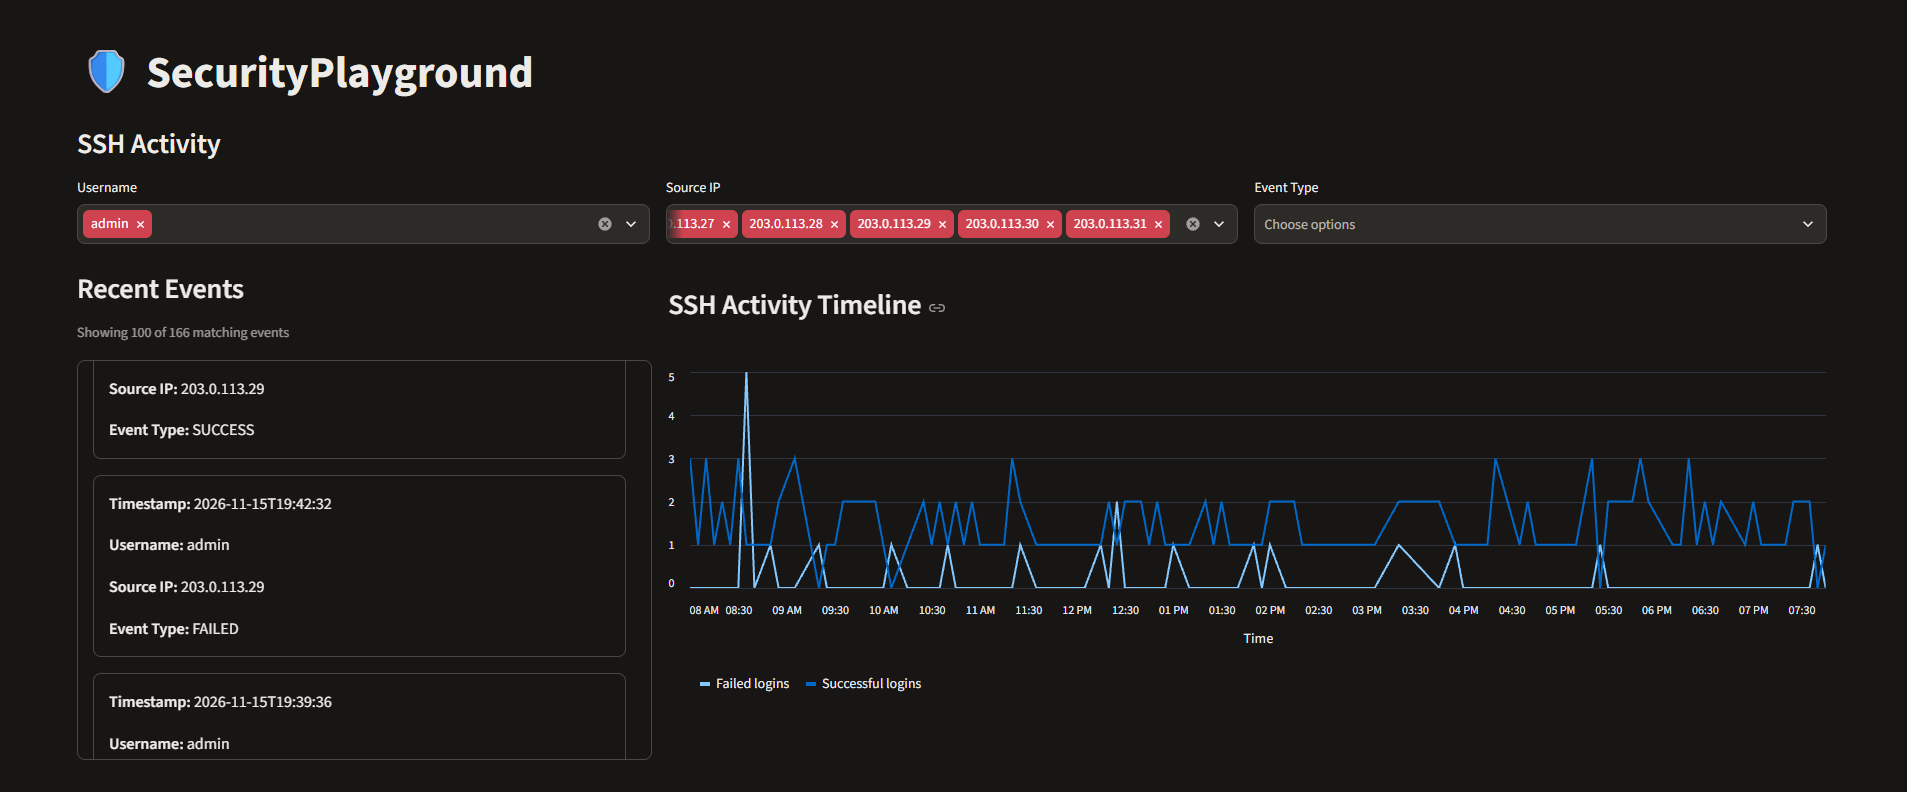 SecurityPlayground
SSH Activity
Username
Source IP
Event Type
admin ×
.113.27 × 203.0.113.28 × 203.0.113.29 × 203.0.113.30 × 203.0.113.31 ×
Choose options
Recent Events
Showing 100 of 166 matching events
Source IP: 203.0.113.29
Event Type: SUCCESS
Timestamp: 2026-11-15T19:42:32
Username: admin
Source IP: 203.0.113.29
Event Type: FAILED
Timestamp: 2026-11-15T19:39:36
Username: admin
SSH Activity Timeline
5
4
3
2
1
0
08 AM 08:30 09 AM 09:30 10 AM 10:30 11 AM 11:30 12 PM 12:30 01 PM 01:30 02 PM 02:30 03 PM 03:30 04 PM 04:30 05 PM 05:30 06 PM 06:30 07 PM 07:30
Time
Failed logins Successful logins